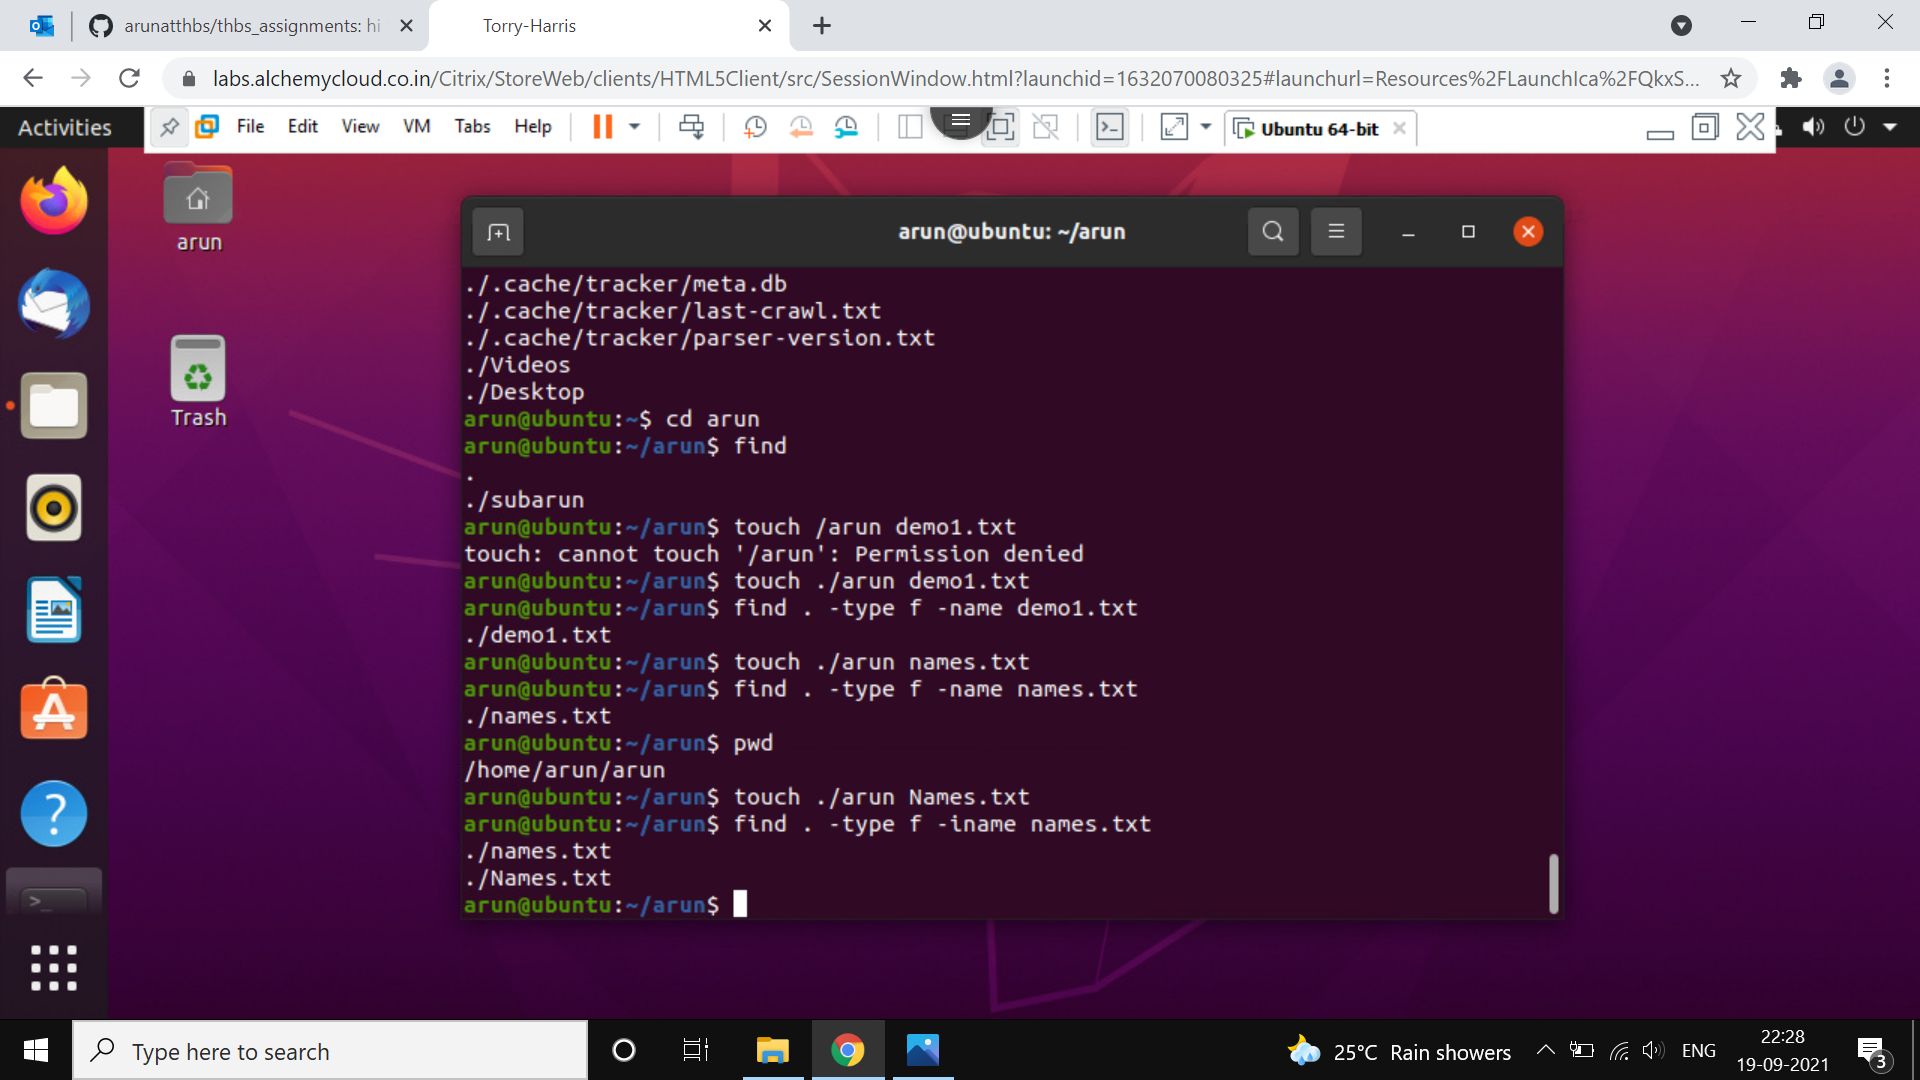 arunatthbs/thbs_assignments: hi
Torry-Harris
labs.alchemycloud.co.in/Citrix/StoreWeb/clients/HTML5Client/src/SessionWindow.html?launchid=1632070080325#launchurl=Resources%2FLaunchIca%2FQkxS...
Activities
File Edit View VM Tabs Help
Ubuntu 64-bit
arun
Trash
arun@ubuntu: ~/arun
./.cache/tracker/meta.db
./.cache/tracker/last-crawl.txt
./.cache/tracker/parser-version.txt
./Videos
./Desktop
arun@ubuntu:~$ cd arun
arun@ubuntu:~/arun$ find
.
./subarun
arun@ubuntu:~/arun$ touch /arun demo1.txt
touch: cannot touch '/arun': Permission denied
arun@ubuntu:~/arun$ touch ./arun demo1.txt
arun@ubuntu:~/arun$ find . -type f -name demo1.txt
./demo1.txt
arun@ubuntu:~/arun$ touch ./arun names.txt
arun@ubuntu:~/arun$ find . -type f -name names.txt
./names.txt
arun@ubuntu:~/arun$ pwd
/home/arun/arun
arun@ubuntu:~/arun$ touch ./arun Names.txt
arun@ubuntu:~/arun$ find . -type f -iname names.txt
./names.txt
./Names.txt
arun@ubuntu:~/arun$
Type here to search
25°C Rain showers
ENG
22:28
19-09-2021
3